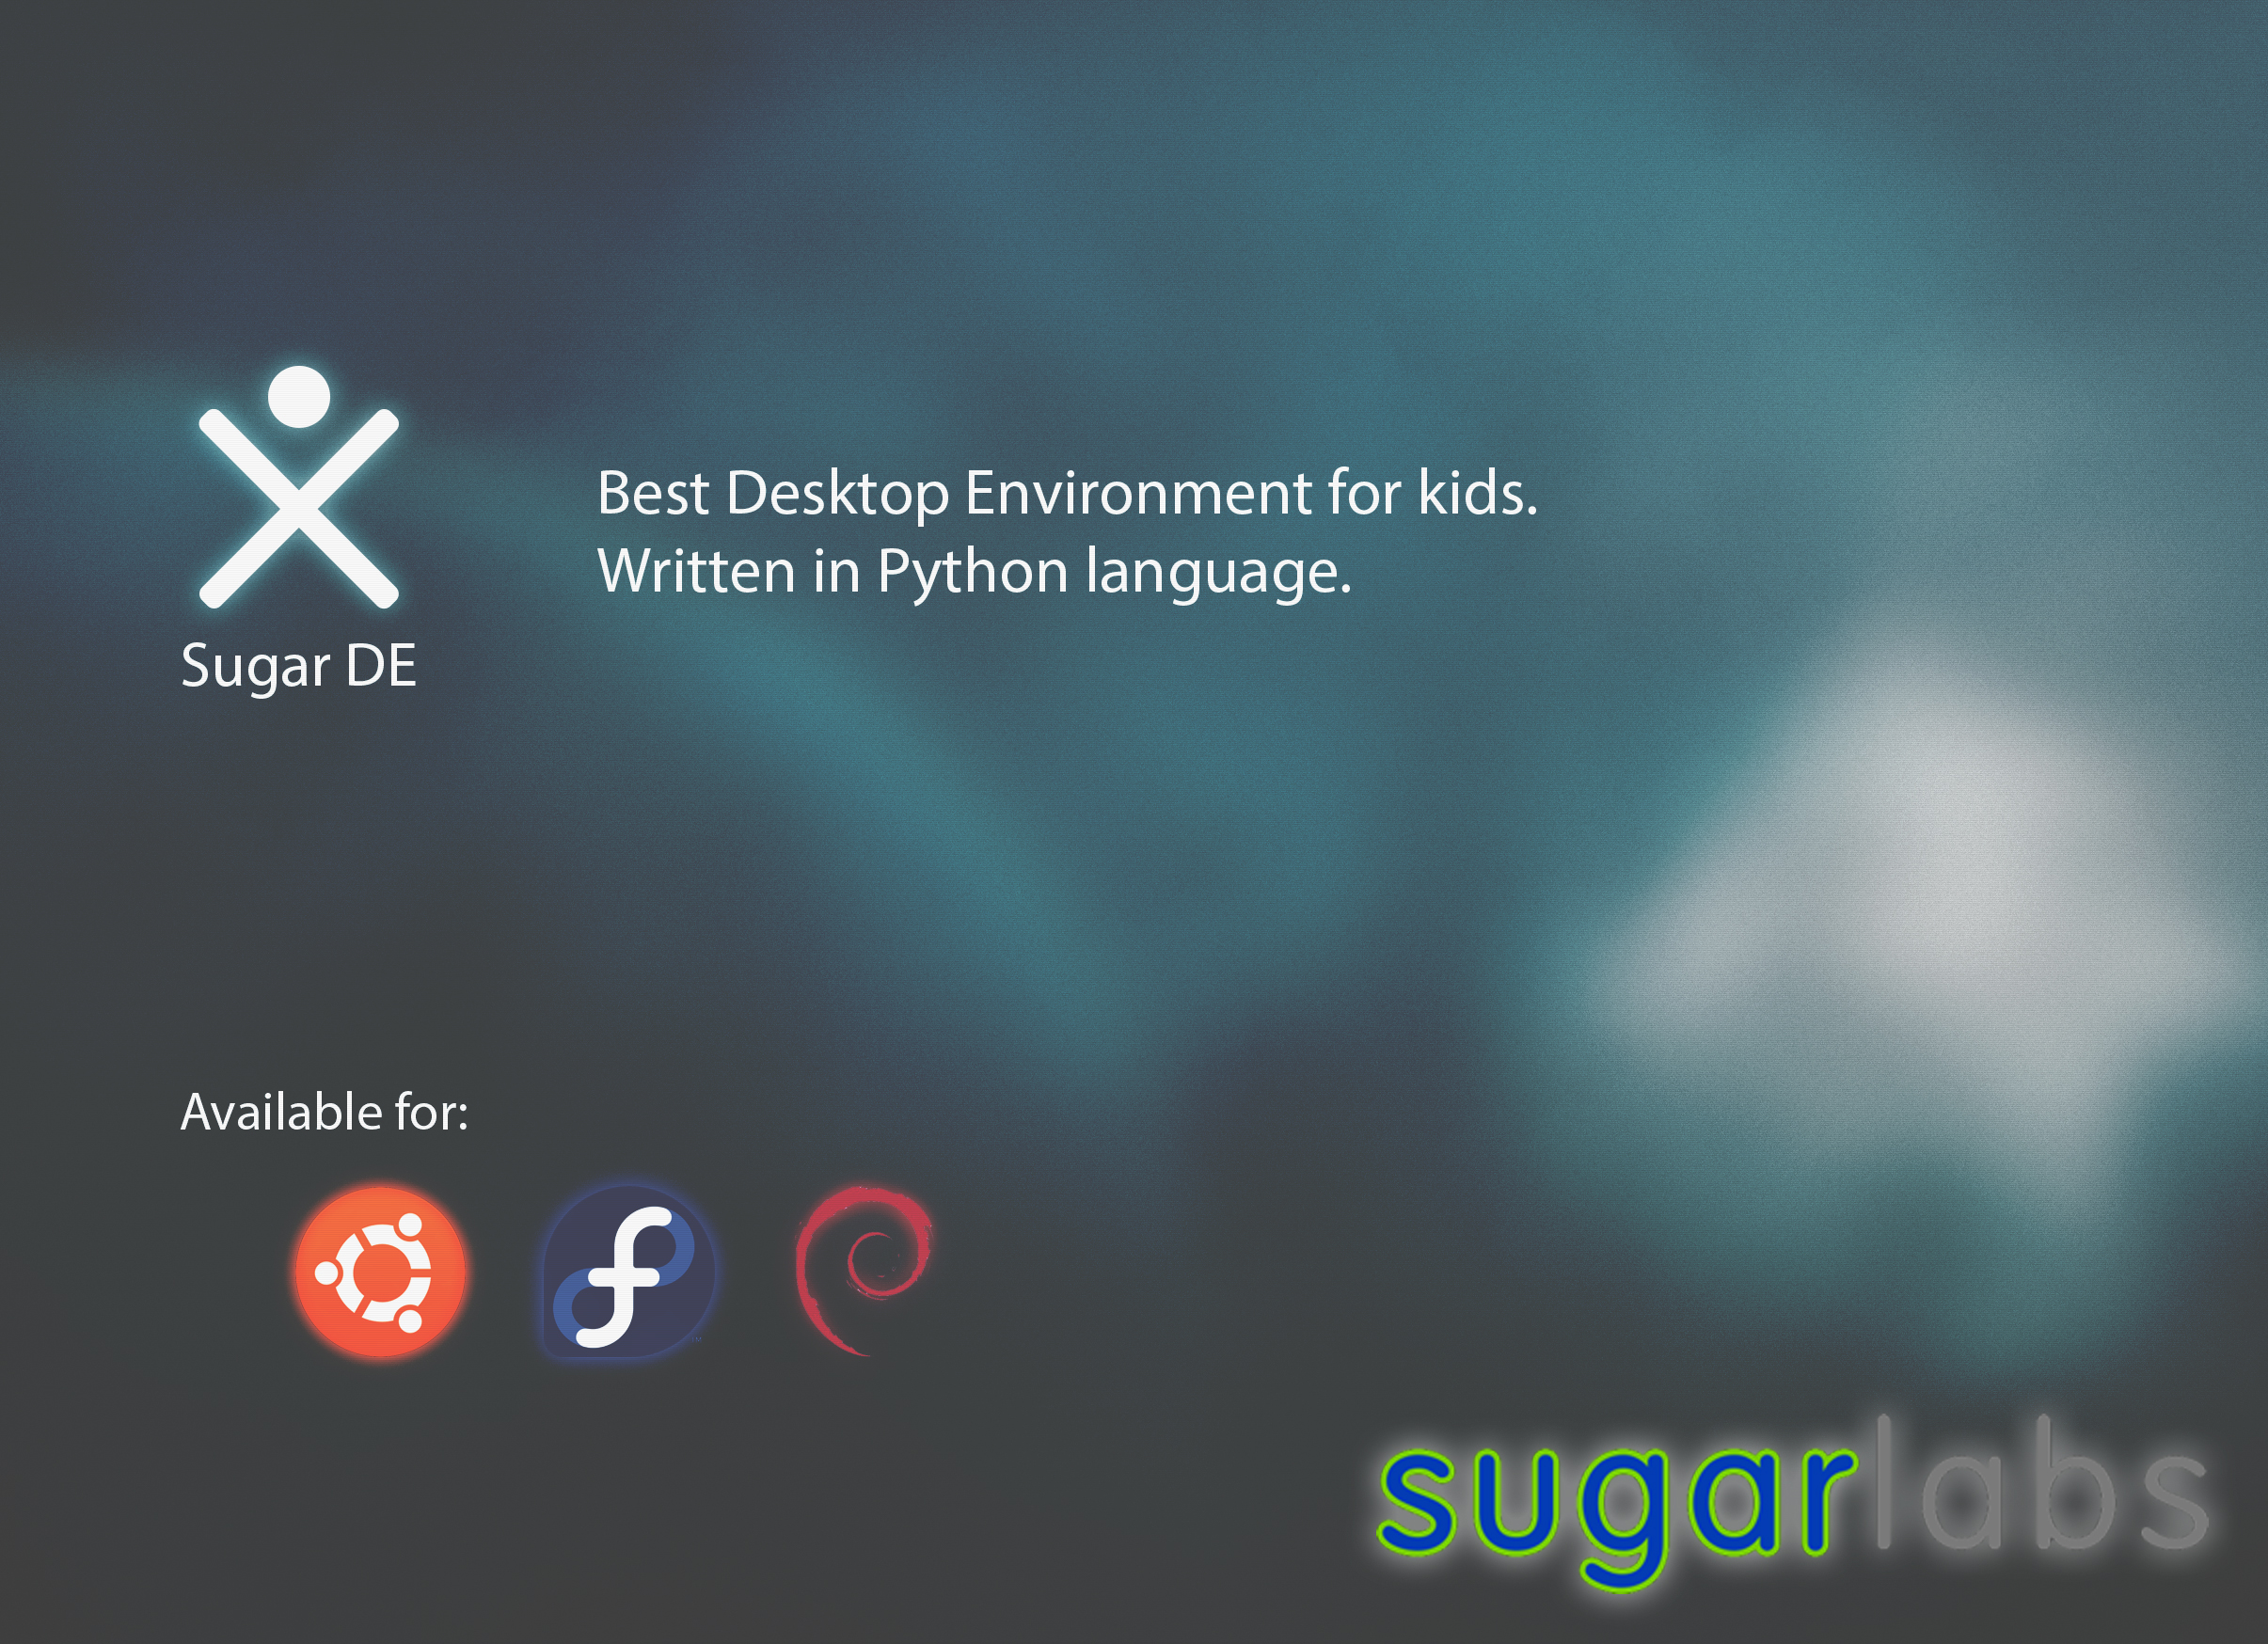 Best Desktop Environment for kids.
Written in Python language.
Sugar DE
Available for:
sugarlabs